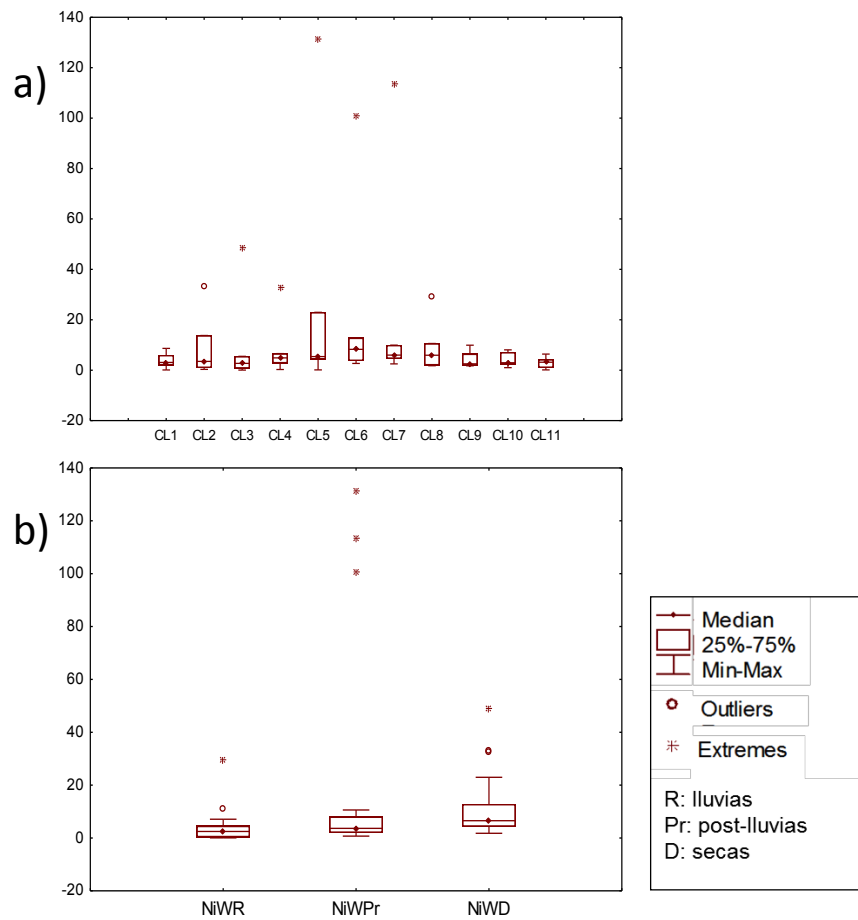 a)
140
120
100
80
60
40
20
0
-20
CL1 CL2 CL3 CL4 CL5 CL6 CL7 CL8 CL9 CL10 CL11
b)
140
120
100
80
60
40
20
0
-20
NiWR NiWPr NiWD
Median
25%-75%
Min-Max
Outliers
Extremes
R: lluvias
Pr: post-lluvias
D: secas